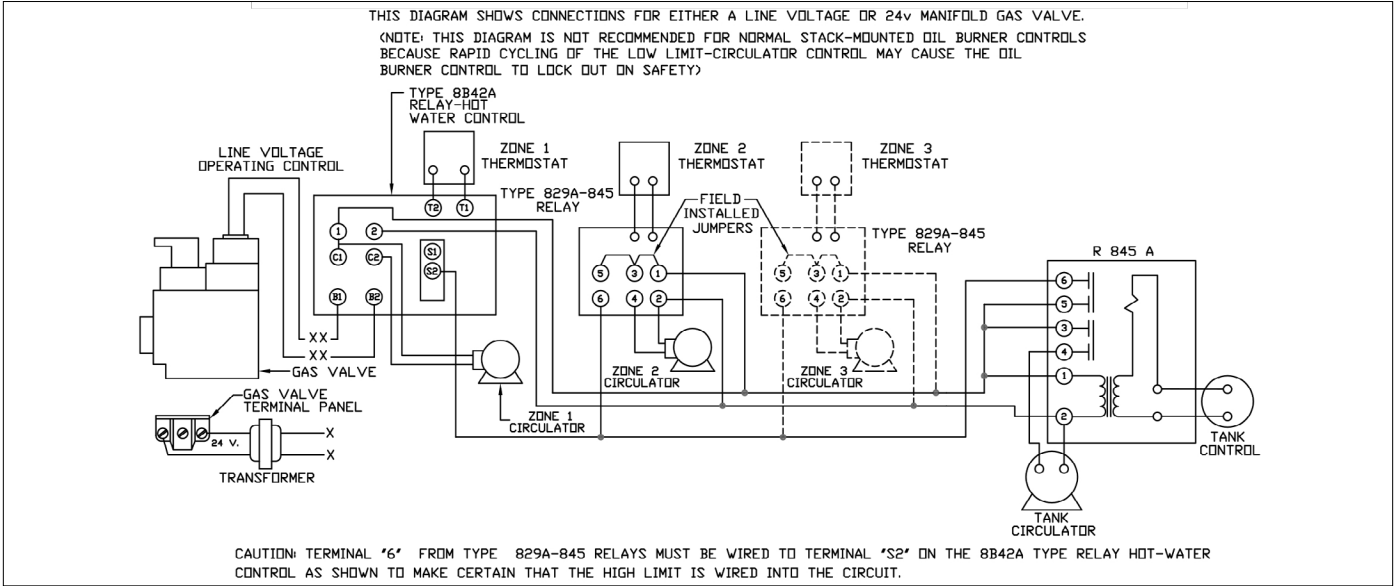 THIS DIAGRAM SHOWS CONNECTIONS FOR EITHER A LINE VOLTAGE OR 24v MANIFOLD GAS VALVE.
(NOTE: THIS DIAGRAM IS NOT RECOMMENDED FOR NORMAL STACK-MOUNTED OIL BURNER CONTROLS
BECAUSE RAPID CYCLING OF THE LOW LIMIT-CIRCULATOR CONTROL MAY CAUSE THE OIL
BURNER CONTROL TO LOCK OUT ON SAFETY)
TYPE 8B42A
RELAY-HOT
WATER CONTROL
LINE VOLTAGE
OPERATING CONTROL
ZONE 1
THERMOSTAT
ZONE 2
THERMOSTAT
ZONE 3
THERMOSTAT
TYPE 829A-845
RELAY
T2 T1
FIELD
INSTALLED
JUMPERS
TYPE 829A-845
RELAY
R 845 A
1 2
C1 C2
S1
S2
B1 B2
5 3 1
6 4 2
5 3 1
6 4 2
6
5
3
4
1
2
XX
XX
GAS VALVE
GAS VALVE
TERMINAL PANEL
24 V.
X
X
TRANSFORMER
ZONE 1
CIRCULATOR
ZONE 2
CIRCULATOR
ZONE 3
CIRCULATOR
TANK
CONTROL
TANK
CIRCULATOR
CAUTION: TERMINAL "6" FROM TYPE 829A-845 RELAYS MUST BE WIRED TO TERMINAL "S2" ON THE 8B42A TYPE RELAY HOT-WATER
CONTROL AS SHOWN TO MAKE CERTAIN THAT THE HIGH LIMIT IS WIRED INTO THE CIRCUIT.